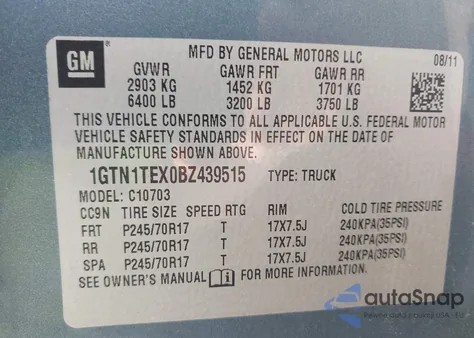 GM
MFD BY GENERAL MOTORS LLC
08/11
GVWR GAWR FRT GAWR RR
2903 KG 1452 KG 1701 KG
6400 LB 3200 LB 3750 LB
THIS VEHICLE CONFORMS TO ALL APPLICABLE U.S. FEDERAL MOTOR
VEHICLE SAFETY STANDARDS IN EFFECT ON THE DATE OF
MANUFACTURE SHOWN ABOVE.
1GTN1TEX0BZ439515 TYPE: TRUCK
MODEL: C10703
CC9N TIRE SIZE SPEED RTG RIM COLD TIRE PRESSURE
FRT P245/70R17 T 17X7.5J 240KPA(35PSI)
RR P245/70R17 T 17X7.5J 240KPA(35PSI)
SPA P245/70R17 T 17X7.5J 240KPA(35PSI)
SEE OWNER'S MANUAL FOR MORE INFORMATION.
autoSnap